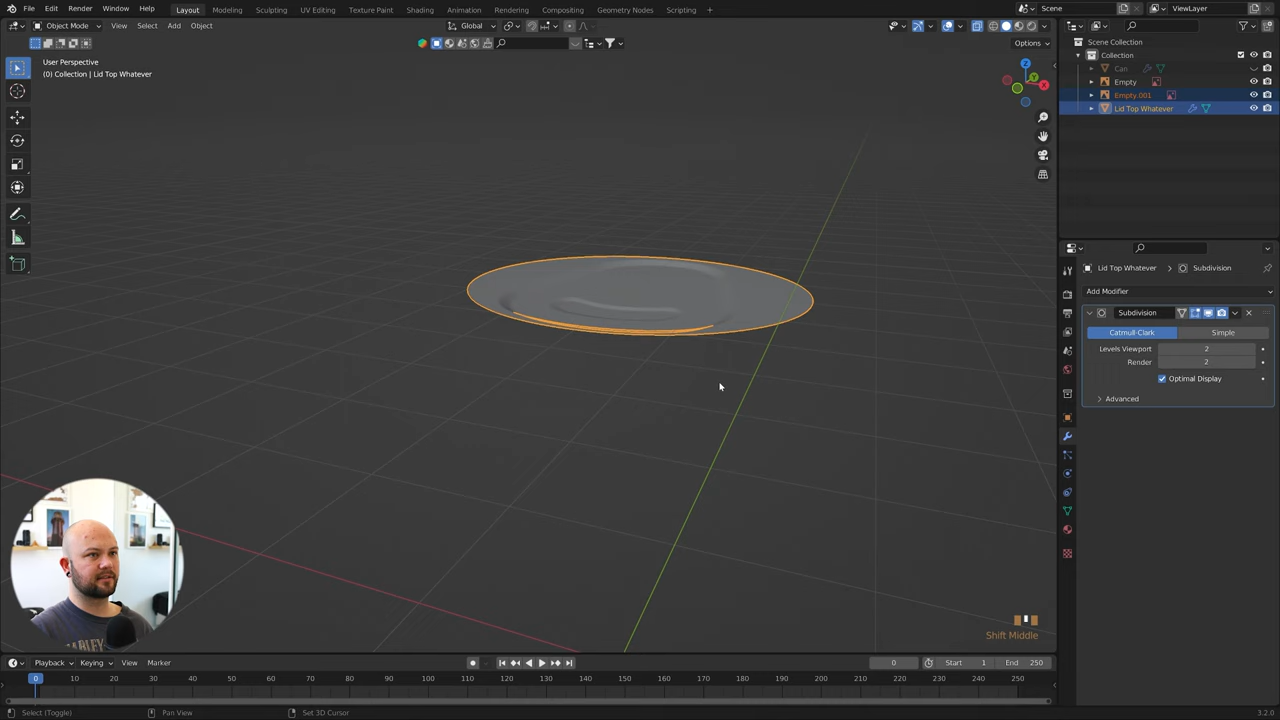 File Edit Render Window Help Layout Modeling Sculpting UV Editing Texture Paint Shading Animation Rendering Compositing Geometry Nodes Scripting Scene ViewLayer
Object Mode View Select Add Object Global
Options
User Perspective
(0) Collection | Lid Top Whatever
Z
Y
X
Scene Collection
Collection
Can
Empty
Empty.001
Lid Top Whatever
Lid Top Whatever Subdivision
Add Modifier
Subdivision
Catmull-Clark Simple
Levels Viewport 2
Render 2
Optimal Display
Advanced
Shift Middle
Playback Keying View Marker 0 Start 1 End 250
0 10 20 30 40 50 60 70 80 90 100 110 120 130 140 150 160 170 180 190 200 210 220 230 240 250
Select (Toggle) Pan View Set 3D Cursor 3.2.0